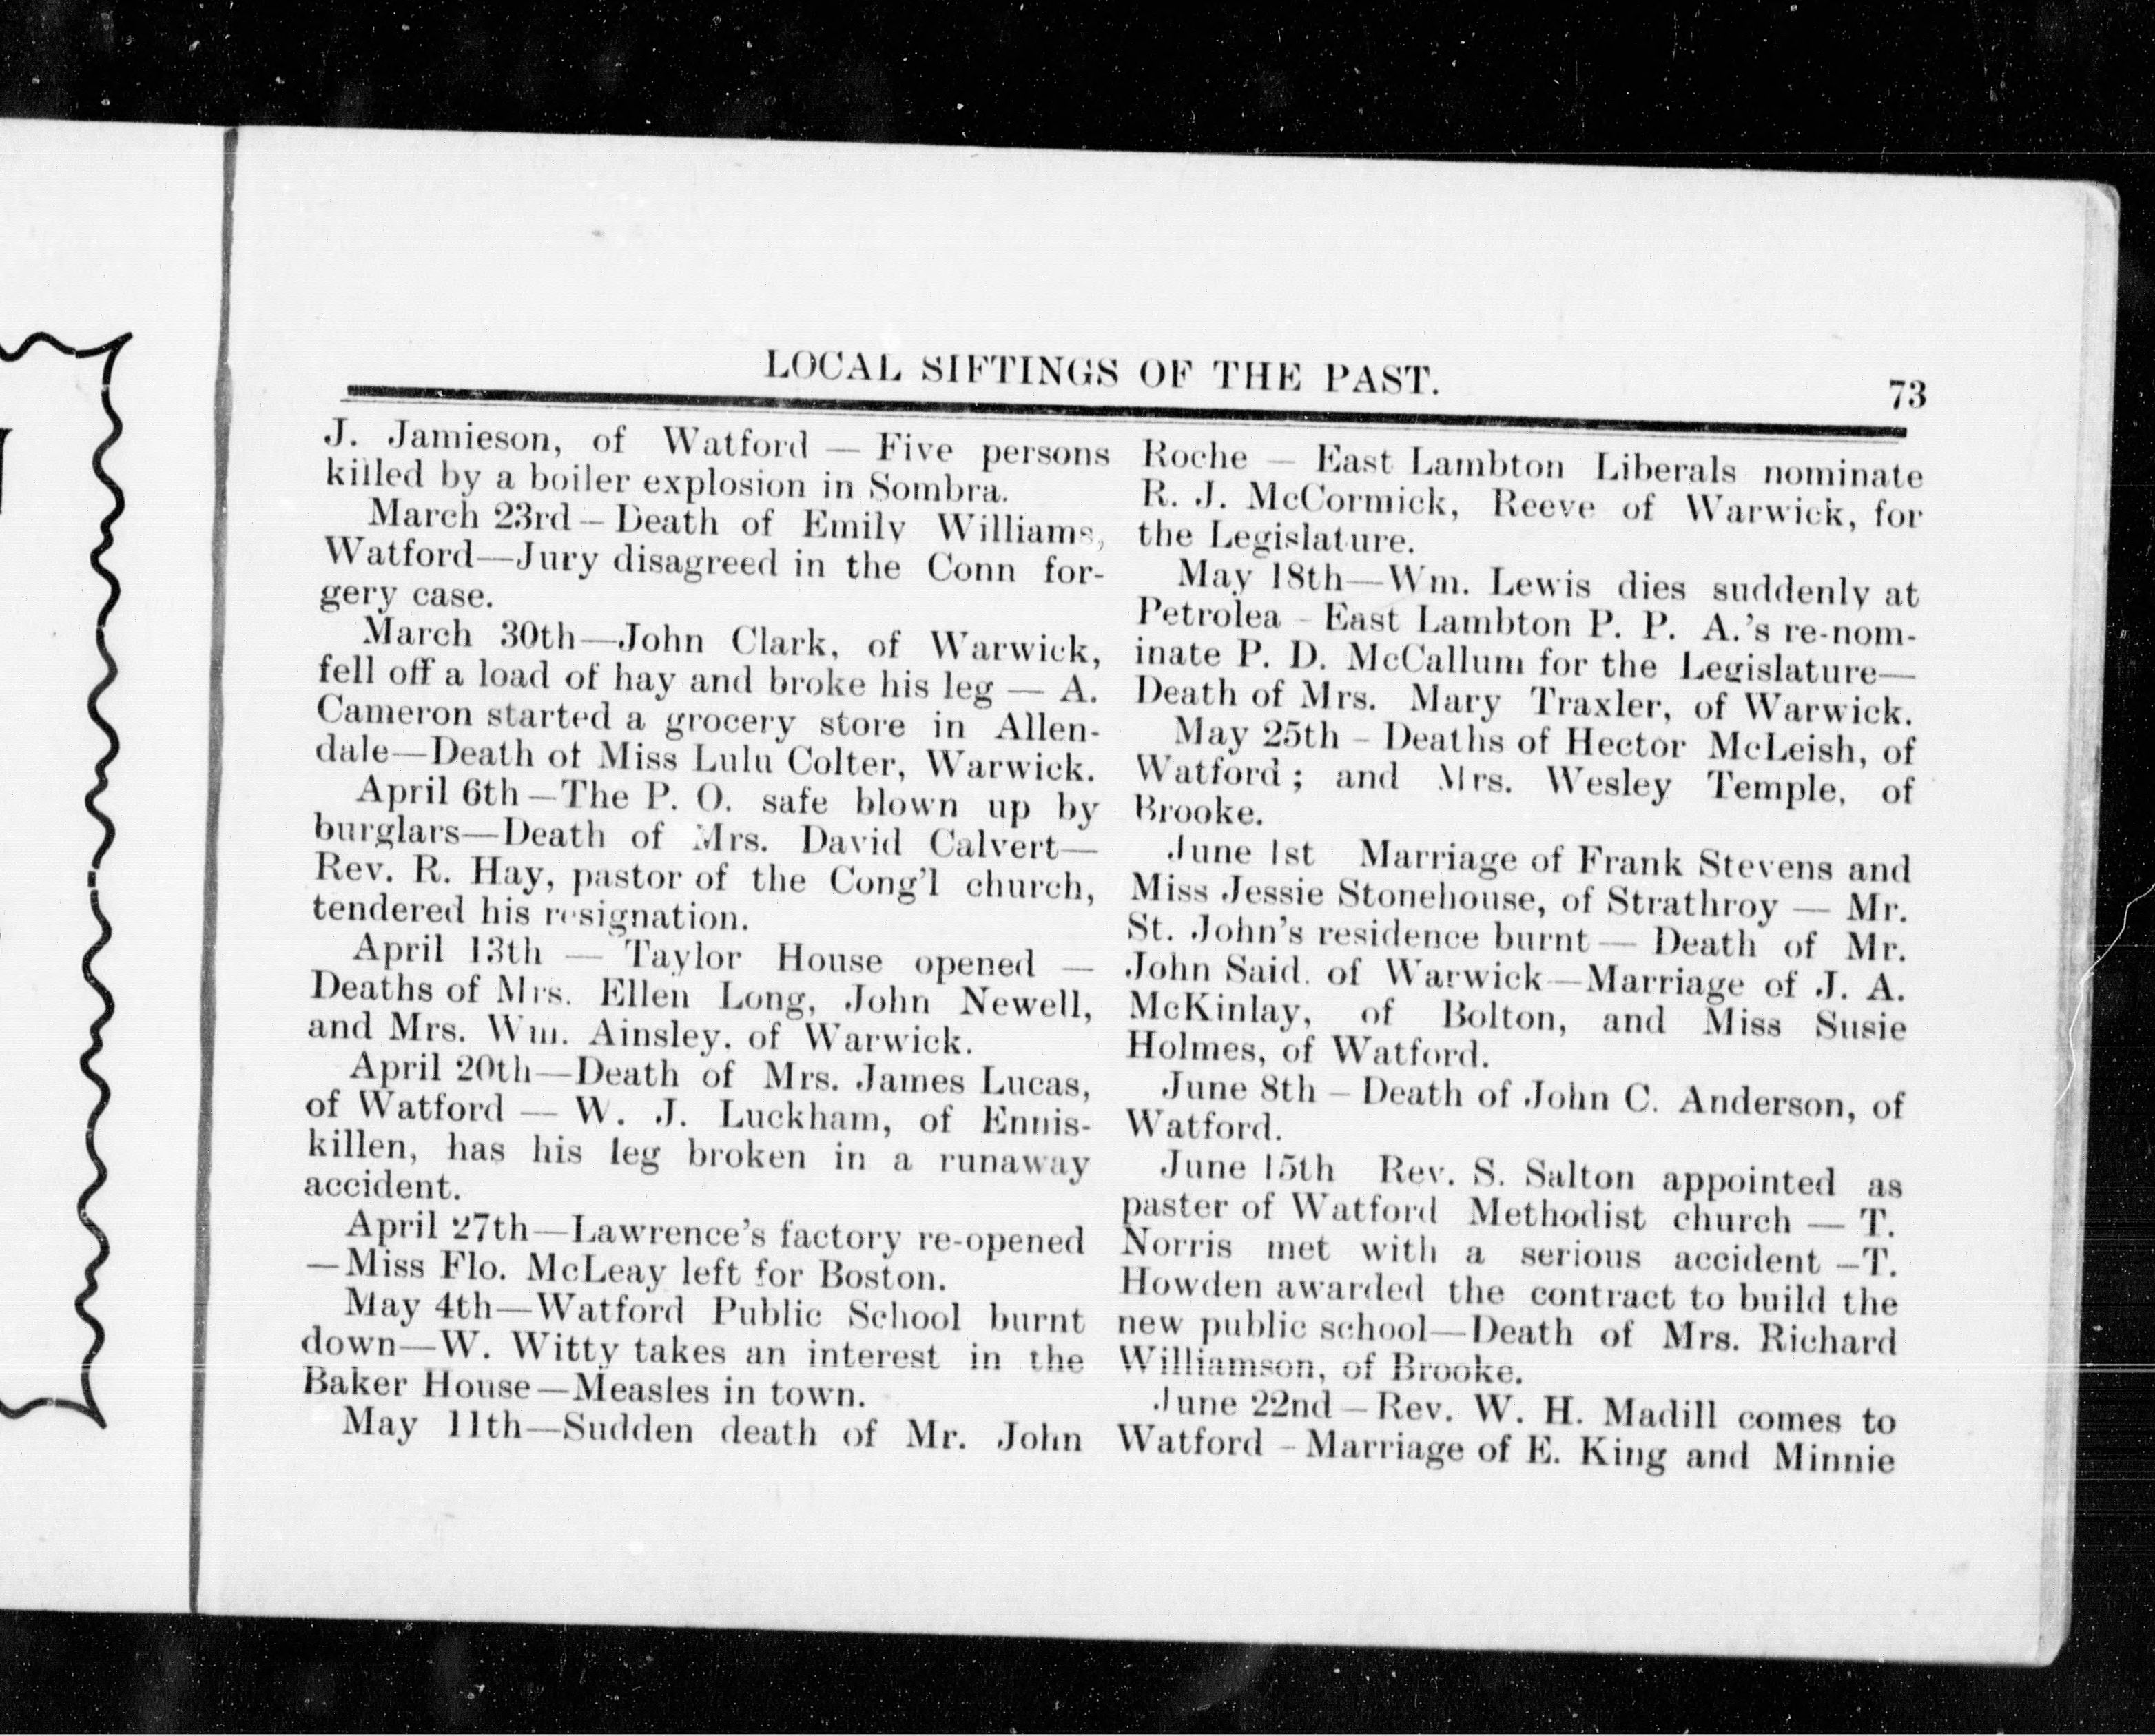 LOCAL SIFTINGS OF THE PAST.
73
J. Jamieson, of Watford — Five persons
killed by a boiler explosion in Sombra.
March 23rd – Death of Emily Williams,
Watford—Jury disagreed in the Conn for-
gery case.
March 30th—John Clark, of Warwick,
fell off a load of hay and broke his leg — A.
Cameron started a grocery store in Allen-
dale—Death of Miss Lulu Colter, Warwick.
April 6th—The P. O. safe blown up by
burglars—Death of Mrs. David Calvert—
Rev. R. Hay, pastor of the Cong'l church,
tendered his resignation.
April 13th — Taylor House opened —
Deaths of Mrs. Ellen Long, John Newell,
and Mrs. Wm. Ainsley, of Warwick.
April 20th—Death of Mrs. James Lucas,
of Watford — W. J. Luckham, of Ennis-
killen, has his leg broken in a runaway
accident.
April 27th—Lawrence's factory re-opened
—Miss Flo. McLeay left for Boston.
May 4th—Watford Public School burnt
down—W. Witty takes an interest in the
Baker House—Measles in town.
May 11th—Sudden death of Mr. John
Roche — East Lambton Liberals nominate
R. J. McCormick, Reeve of Warwick, for
the Legislature.
May 18th—Wm. Lewis dies suddenly at
Petrolea - East Lambton P. P. A.'s re-nom-
inate P. D. McCallum for the Legislature—
Death of Mrs. Mary Traxler, of Warwick.
May 25th – Deaths of Hector McLeish, of
Watford; and Mrs. Wesley Temple, of
Brooke.
June 1st Marriage of Frank Stevens and
Miss Jessie Stonehouse, of Strathroy — Mr.
St. John's residence burnt — Death of Mr.
John Said, of Warwick—Marriage of J. A.
McKinlay, of Bolton, and Miss Susie
Holmes, of Watford.
June 8th – Death of John C. Anderson, of
Watford.
June 15th Rev. S. Salton appointed as
paster of Watford Methodist church — T.
Norris met with a serious accident —T.
Howden awarded the contract to build the
new public school—Death of Mrs. Richard
Williamson, of Brooke.
June 22nd—Rev. W. H. Madill comes to
Watford - Marriage of E. King and Minnie